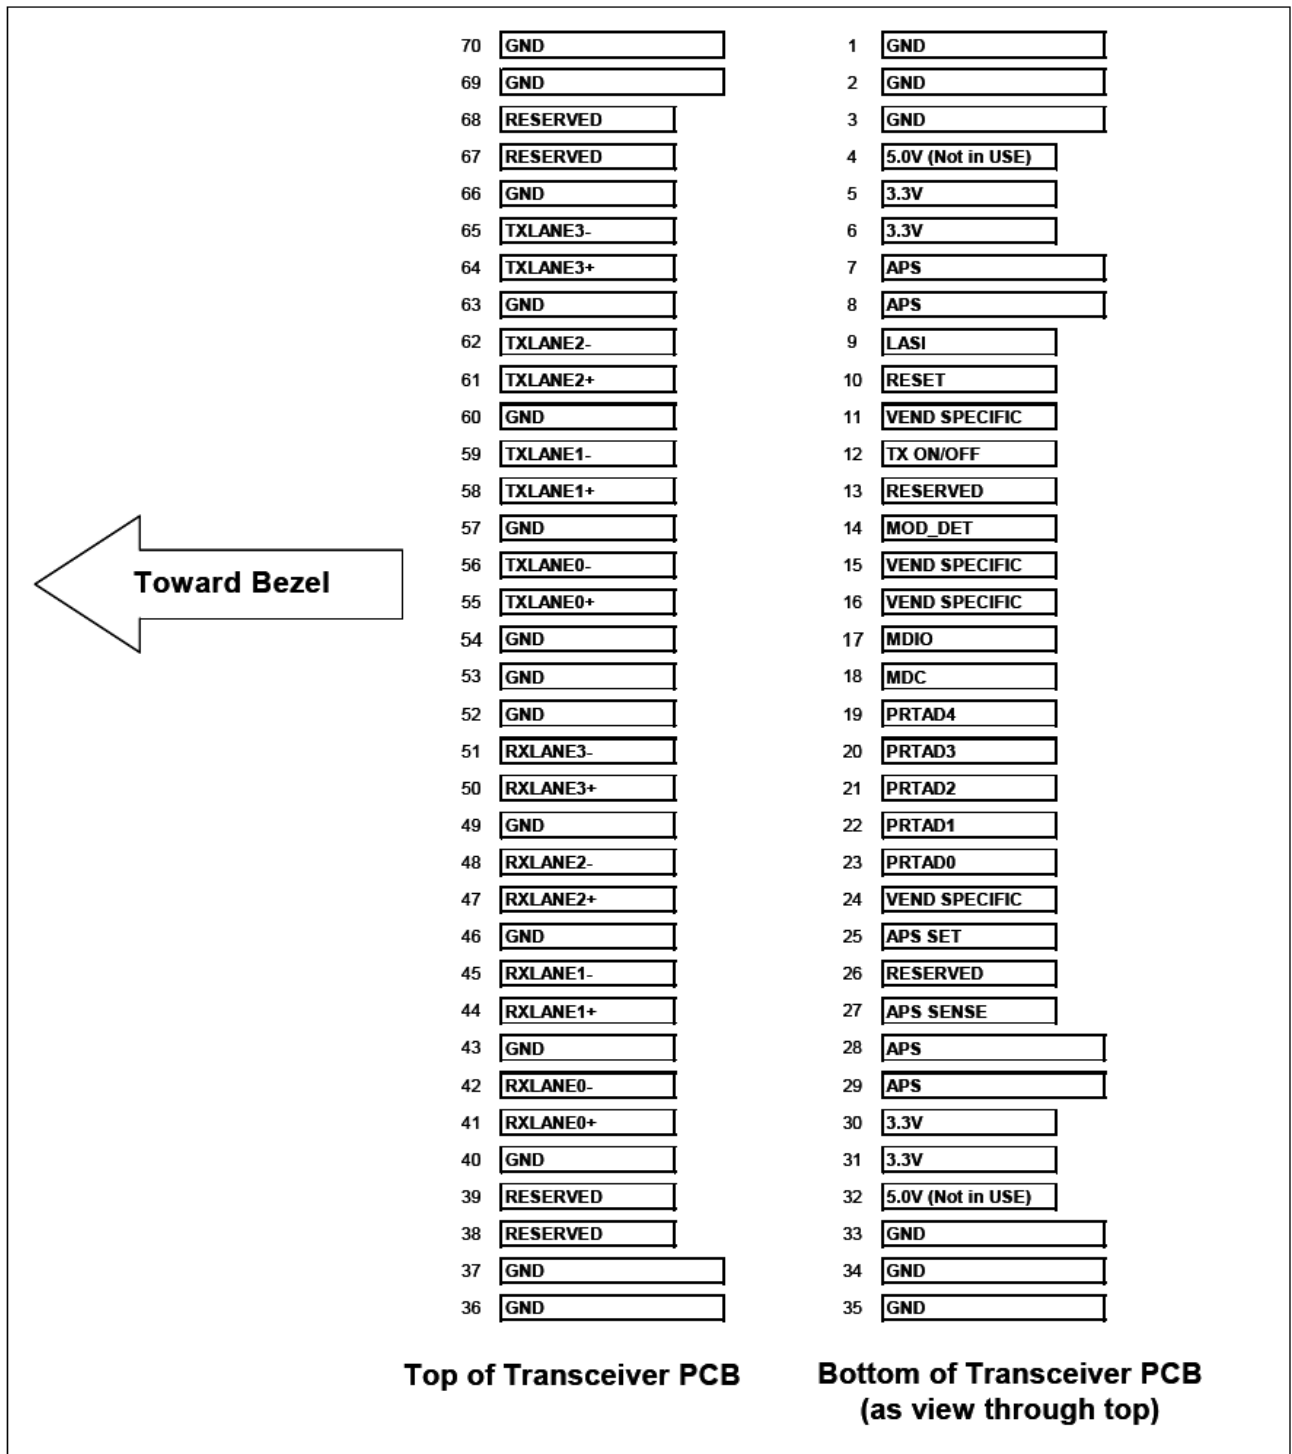 70 GND 1 GND
69 GND 2 GND
68 RESERVED 3 GND
67 RESERVED 4 5.0V (Not in USE)
66 GND 5 3.3V
65 TXLANE3- 6 3.3V
64 TXLANE3+ 7 APS
63 GND 8 APS
62 TXLANE2- 9 LASI
61 TXLANE2+ 10 RESET
60 GND 11 VEND SPECIFIC
59 TXLANE1- 12 TX ON/OFF
58 TXLANE1+ 13 RESERVED
57 GND 14 MOD_DET
56 TXLANE0- 15 VEND SPECIFIC
Toward Bezel
55 TXLANE0+ 16 VEND SPECIFIC
54 GND 17 MDIO
53 GND 18 MDC
52 GND 19 PRTAD4
51 RXLANE3- 20 PRTAD3
50 RXLANE3+ 21 PRTAD2
49 GND 22 PRTAD1
48 RXLANE2- 23 PRTAD0
47 RXLANE2+ 24 VEND SPECIFIC
46 GND 25 APS SET
45 RXLANE1- 26 RESERVED
44 RXLANE1+ 27 APS SENSE
43 GND 28 APS
42 RXLANE0- 29 APS
41 RXLANE0+ 30 3.3V
40 GND 31 3.3V
39 RESERVED 32 5.0V (Not in USE)
38 RESERVED 33 GND
37 GND 34 GND
36 GND 35 GND
Top of Transceiver PCB
Bottom of Transceiver PCB
(as view through top)